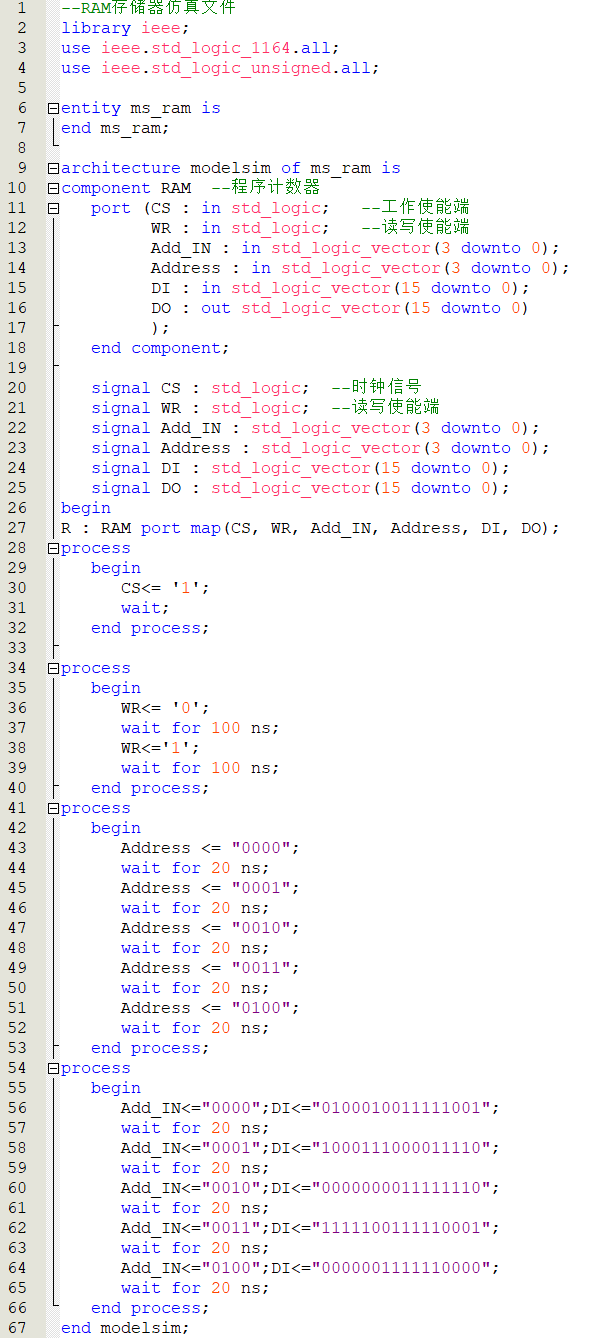 1 --RAM存储器仿真文件
2 library ieee;
3 use ieee.std_logic_1164.all;
4 use ieee.std_logic_unsigned.all;
5
6 entity ms_ram is
7 end ms_ram;
8
9 architecture modelsim of ms_ram is
10 component RAM  --程序计数器
11    port (CS : in std_logic;   --工作使能端
12          WR : in std_logic;   --读写使能端
13          Add_IN : in std_logic_vector(3 downto 0);
14          Address : in std_logic_vector(3 downto 0);
15          DI : in std_logic_vector(15 downto 0);
16          DO : out std_logic_vector(15 downto 0)
17          );
18    end component;
19
20    signal CS : std_logic;  --时钟信号
21    signal WR : std_logic;  --读写使能端
22    signal Add_IN : std_logic_vector(3 downto 0);
23    signal Address : std_logic_vector(3 downto 0);
24    signal DI : std_logic_vector(15 downto 0);
25    signal DO : std_logic_vector(15 downto 0);
26 begin
27 R : RAM port map(CS, WR, Add_IN, Address, DI, DO);
28 process
29    begin
30       CS<= '1';
31       wait;
32    end process;
33
34 process
35    begin
36       WR<= '0';
37       wait for 100 ns;
38       WR<='1';
39       wait for 100 ns;
40    end process;
41 process
42    begin
43       Address <= "0000";
44       wait for 20 ns;
45       Address <= "0001";
46       wait for 20 ns;
47       Address <= "0010";
48       wait for 20 ns;
49       Address <= "0011";
50       wait for 20 ns;
51       Address <= "0100";
52       wait for 20 ns;
53    end process;
54 process
55    begin
56       Add_IN<="0000";DI<="0100010011111001";
57       wait for 20 ns;
58       Add_IN<="0001";DI<="1000111000011110";
59       wait for 20 ns;
60       Add_IN<="0010";DI<="0000000011111110";
61       wait for 20 ns;
62       Add_IN<="0011";DI<="1111100111110001";
63       wait for 20 ns;
64       Add_IN<="0100";DI<="0000001111110000";
65       wait for 20 ns;
66    end process;
67 end modelsim;